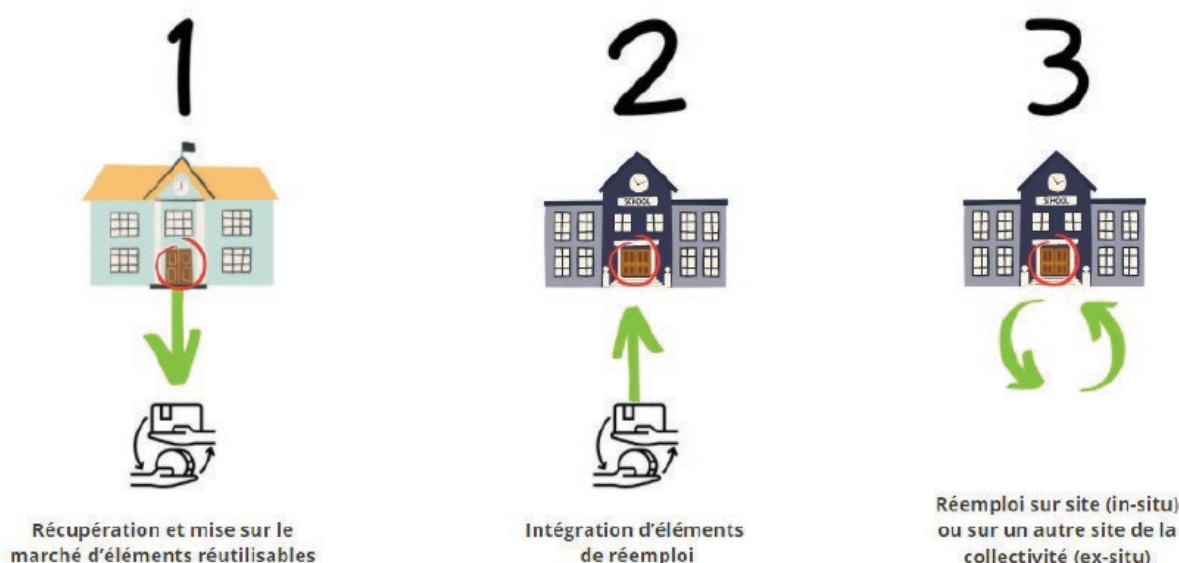 1
2
3
SCHOOL
SCHOOL
Récupération et mise sur le
marché d'éléments réutilisables
Intégration d'éléments
de réemploi
Réemploi sur site (in-situ)
ou sur un autre site de la
collectivité (ex-situ)